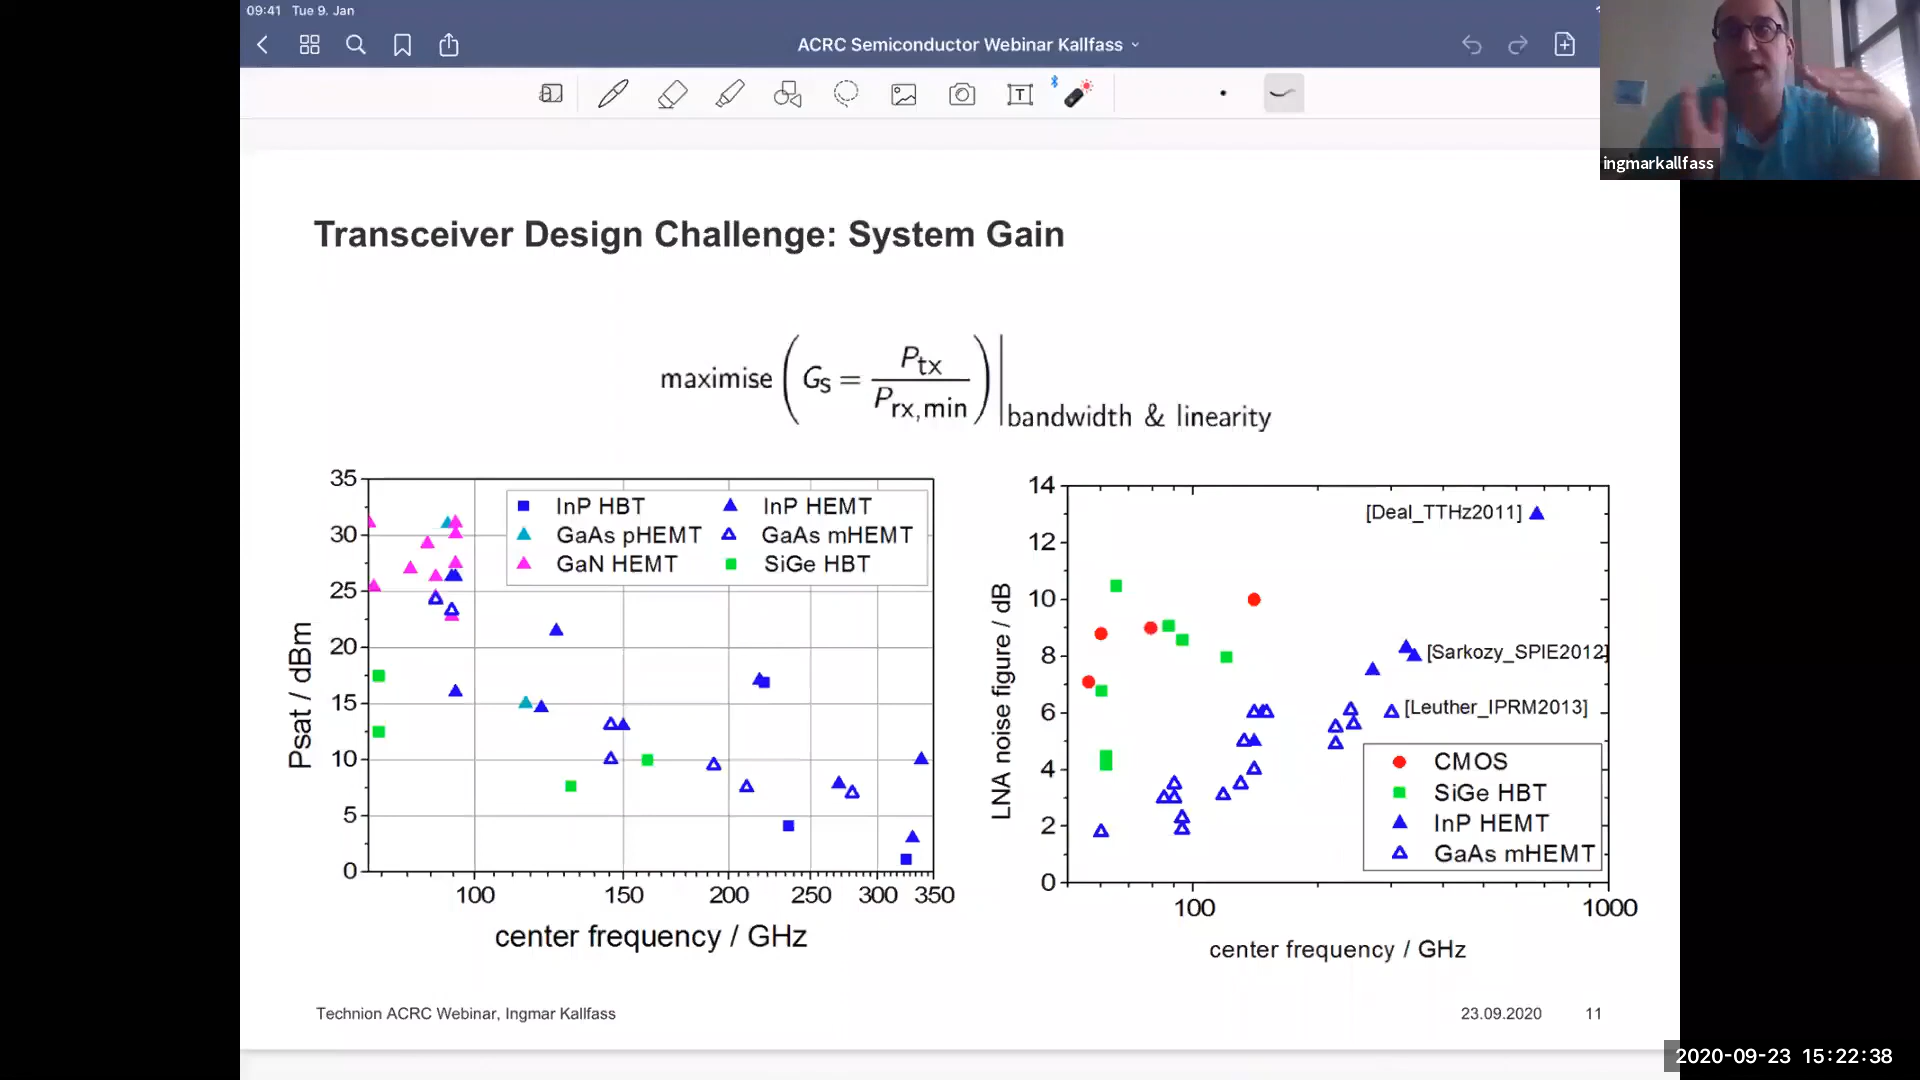 09:41 Tue 9. Jan
ACRC Semiconductor Webinar Kallfass
T
ingmarkallfass
Transceiver Design Challenge: System Gain
maximise ( Gs = Ptx / Prx,min ) | bandwidth & linearity
35
30
25
20
15
10
5
0
Psat / dBm
InP HBT
InP HEMT
GaAs pHEMT
GaAs mHEMT
GaN HEMT
SiGe HBT
100 150 200 250 300 350
center frequency / GHz
14
12
10
8
6
4
2
0
LNA noise figure / dB
[Deal_TTHz2011]
[Sarkozy_SPIE2012]
[Leuther_IPRM2013]
CMOS
SiGe HBT
InP HEMT
GaAs mHEMT
100 1000
center frequency / GHz
Technion ACRC Webinar, Ingmar Kallfass
23.09.2020 11
2020-09-23 15:22:38